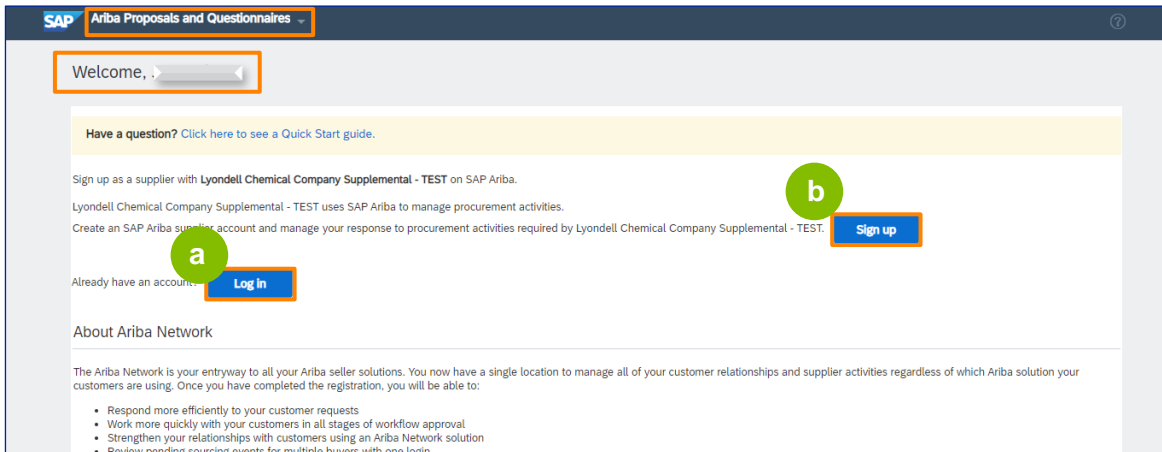 SAP Ariba Proposals and Questionnaires
Welcome,
Have a question? Click here to see a Quick Start guide.
Sign up as a supplier with Lyondell Chemical Company Supplemental - TEST on SAP Ariba.
b
Lyondell Chemical Company Supplemental - TEST uses SAP Ariba to manage procurement activities.
Create an SAP Ariba supplier account and manage your response to procurement activities required by Lyondell Chemical Company Supplemental - TEST. Sign up
a
Already have an account? Log in
About Ariba Network
The Ariba Network is your entryway to all your Ariba seller solutions. You now have a single location to manage all of your customer relationships and supplier activities regardless of which Ariba solution your
customers are using. Once you have completed the registration, you will be able to:
• Respond more efficiently to your customer requests
• Work more quickly with your customers in all stages of workflow approval
• Strengthen your relationships with customers using an Ariba Network solution
• Review pending sourcing events for multiple buyers with one login